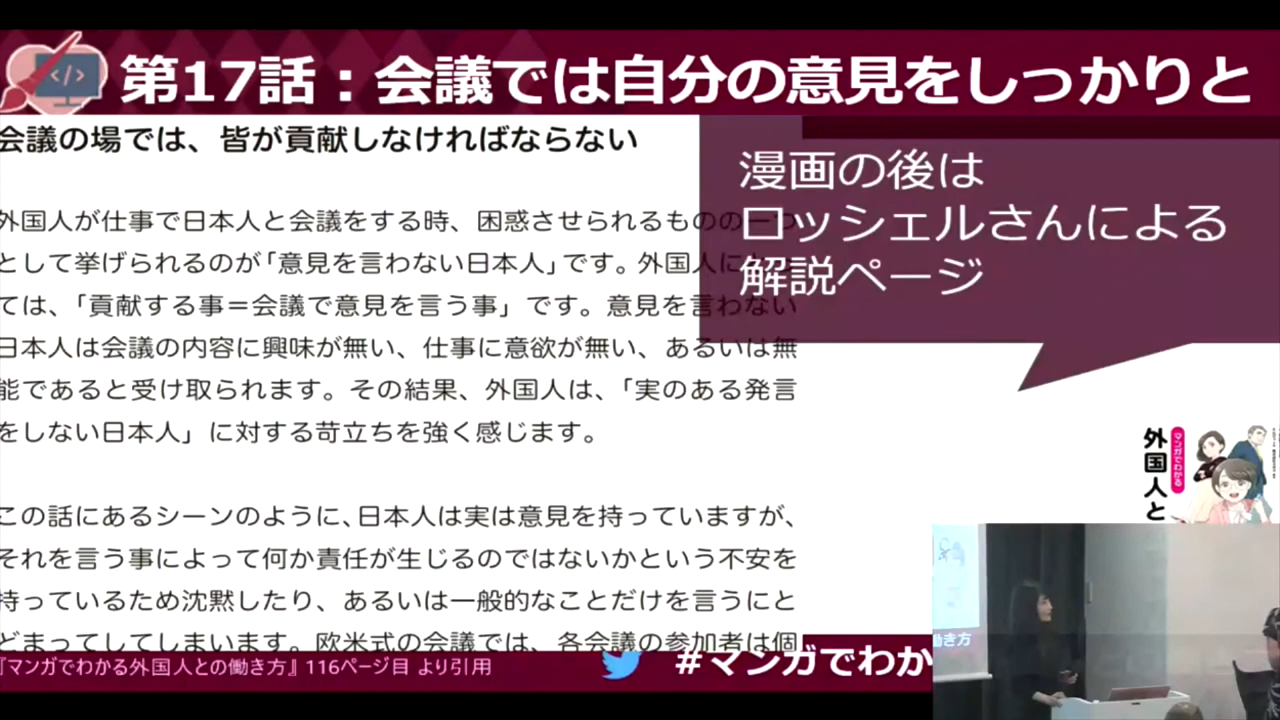 </>
第17話：会議では自分の意見をしっかりと
会議の場では、皆が貢献しなければならない
外国人が仕事で日本人と会議をする時、困惑させられるものの一つ
として挙げられるのが「意見を言わない日本人」です。外国人に
ては、「貢献する事＝会議で意見を言う事」です。意見を言わない
日本人は会議の内容に興味が無い、仕事に意欲が無い、あるいは無
能であると受け取られます。その結果、外国人は、「実のある発言
をしない日本人」に対する苛立ちを強く感じます。
この話にあるシーンのように、日本人は実は意見を持っていますが、
それを言う事によって何か責任が生じるのではないかという不安を
持っているため沈黙したり、あるいは一般的なことだけを言うにと
どまってしてしまいます。欧米式の会議では、各会議の参加者は個
漫画の後は
ロッシェルさんによる
解説ページ
マンガでわかる
外国人と
『マンガでわかる外国人との働き方』116ページ目 より引用
#マンガでわか
働き方